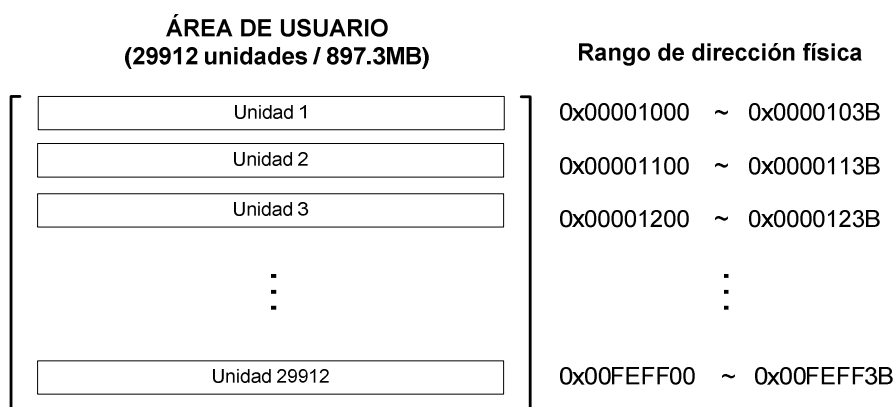 ÁREA DE USUARIO
(29912 unidades / 897.3MB)
Rango de dirección física
Unidad 1
0x00001000 ~ 0x0000103B
Unidad 2
0x00001100 ~ 0x0000113B
Unidad 3
0x00001200 ~ 0x0000123B
Unidad 29912
0x00FEFF00 ~ 0x00FEFF3B